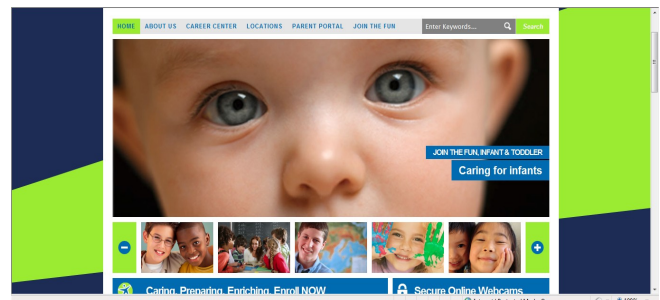 HOME ABOUT US CAREER CENTER LOCATIONS PARENT PORTAL JOIN THE FUN Enter Keywords... Search
JOIN THE FUN, INFANT & TODDLER
Caring for infants
Caring, Preparing, Enriching, Enroll NOW
Secure Online Webcams